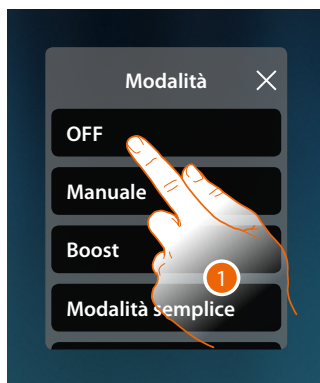 Modalità
OFF
Manuale
Boost
1
Modalità semplice